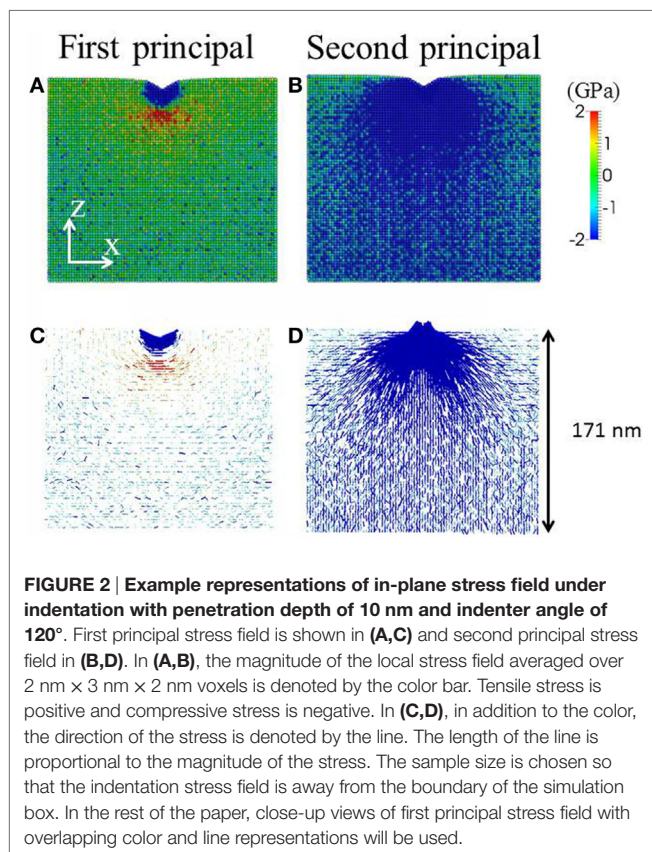 First principal Second principal
A B (GPa)
2
1
0
-1
-2
Z
X
C D
171 nm
FIGURE 2 | Example representations of in-plane stress field under
indentation with penetration depth of 10 nm and indenter angle of
120°. First principal stress field is shown in (A,C) and second principal stress
field in (B,D). In (A,B), the magnitude of the local stress field averaged over
2 nm × 3 nm × 2 nm voxels is denoted by the color bar. Tensile stress is
positive and compressive stress is negative. In (C,D), in addition to the color,
the direction of the stress is denoted by the line. The length of the line is
proportional to the magnitude of the stress. The sample size is chosen so
that the indentation stress field is away from the boundary of the simulation
box. In the rest of the paper, close-up views of first principal stress field with
overlapping color and line representations will be used.